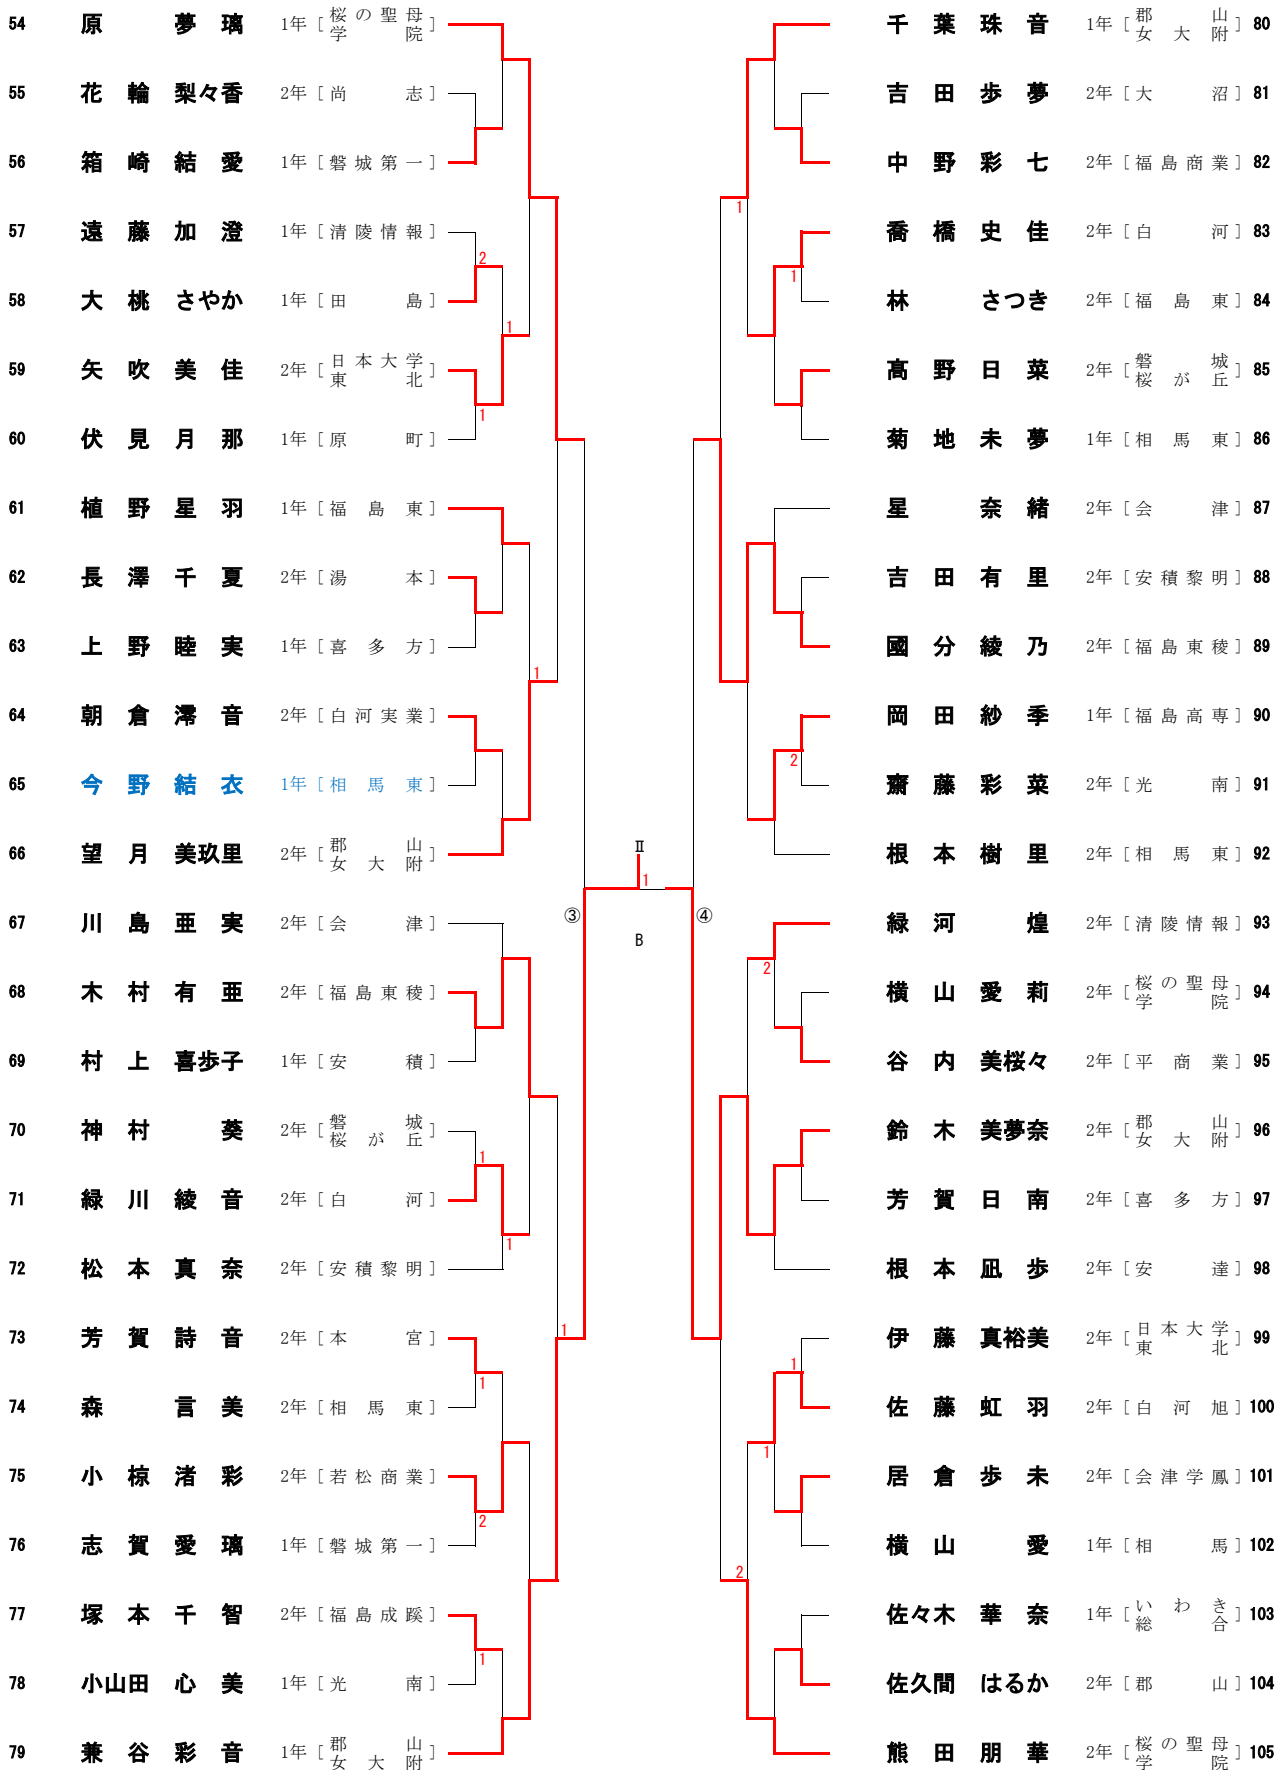 54 原 夢 璃 1年 [ 桜の聖母学院 ]
55 花 輪 梨々香 2年 [ 尚 志 ]
56 箱 崎 結 愛 1年 [ 磐城第一 ]
57 遠 藤 加 澄 1年 [ 清陵情報 ]
2
58 大 桃 さやか 1年 [ 田 島 ]
1
59 矢 吹 美 佳 2年 [ 日本大学東北 ]
1
60 伏 見 月 那 1年 [ 原 町 ]
61 植 野 星 羽 1年 [ 福 島 東 ]
62 長 澤 千 夏 2年 [ 湯 本 ]
63 上 野 睦 実 1年 [ 喜 多 方 ]
1
64 朝 倉 澪 音 2年 [ 白河実業 ]
65 今 野 結 衣 1年 [ 相 馬 東 ]
66 望 月 美玖里 2年 [ 郡山女大附 ]
67 川 島 亜 実 2年 [ 会 津 ]
68 木 村 有 亜 2年 [ 福島東稜 ]
69 村 上 喜歩子 1年 [ 安 積 ]
70 神 村 葵 2年 [ 磐城桜が丘 ]
1
71 緑 川 綾 音 2年 [ 白 河 ]
1
72 松 本 真 奈 2年 [ 安積黎明 ]
73 芳 賀 詩 音 2年 [ 本 宮 ]
1
1
74 森 言 美 2年 [ 相 馬 東 ]
75 小 椋 渚 彩 2年 [ 若松商業 ]
2
76 志 賀 愛 璃 1年 [ 磐城第一 ]
77 塚 本 千 智 2年 [ 福島成蹊 ]
1
78 小山田 心 美 1年 [ 光 南 ]
79 兼 谷 彩 音 1年 [ 郡山女大附 ]
Ⅱ
1
③
④
B
千 葉 珠 音 1年 [ 郡山女大附 ] 80
吉 田 歩 夢 2年 [ 大 沼 ] 81
中 野 彩 七 2年 [ 福島商業 ] 82
1
喬 橋 史 佳 2年 [ 白 河 ] 83
1
林 さつき 2年 [ 福 島 東 ] 84
高 野 日 菜 2年 [ 磐城桜が丘 ] 85
菊 地 未 夢 1年 [ 相 馬 東 ] 86
星 奈 緒 2年 [ 会 津 ] 87
吉 田 有 里 2年 [ 安積黎明 ] 88
國 分 綾 乃 2年 [ 福島東稜 ] 89
岡 田 紗 季 1年 [ 福島高専 ] 90
2
齋 藤 彩 菜 2年 [ 光 南 ] 91
根 本 樹 里 2年 [ 相 馬 東 ] 92
緑 河 煌 2年 [ 清陵情報 ] 93
2
横 山 愛 莉 2年 [ 桜の聖母学院 ] 94
谷 内 美桜々 2年 [ 平 商 業 ] 95
鈴 木 美夢奈 2年 [ 郡山女大附 ] 96
芳 賀 日 南 2年 [ 喜 多 方 ] 97
根 本 凪 歩 2年 [ 安 達 ] 98
伊 藤 真裕美 2年 [ 日本大学東北 ] 99
1
佐 藤 虹 羽 2年 [ 白 河 旭 ] 100
1
居 倉 歩 未 2年 [ 会津学鳳 ] 101
横 山 愛 1年 [ 相 馬 ] 102
2
佐々木 華 奈 1年 [ いわき総合 ] 103
佐久間 はるか 2年 [ 郡 山 ] 104
熊 田 朋 華 2年 [ 桜の聖母学院 ] 105